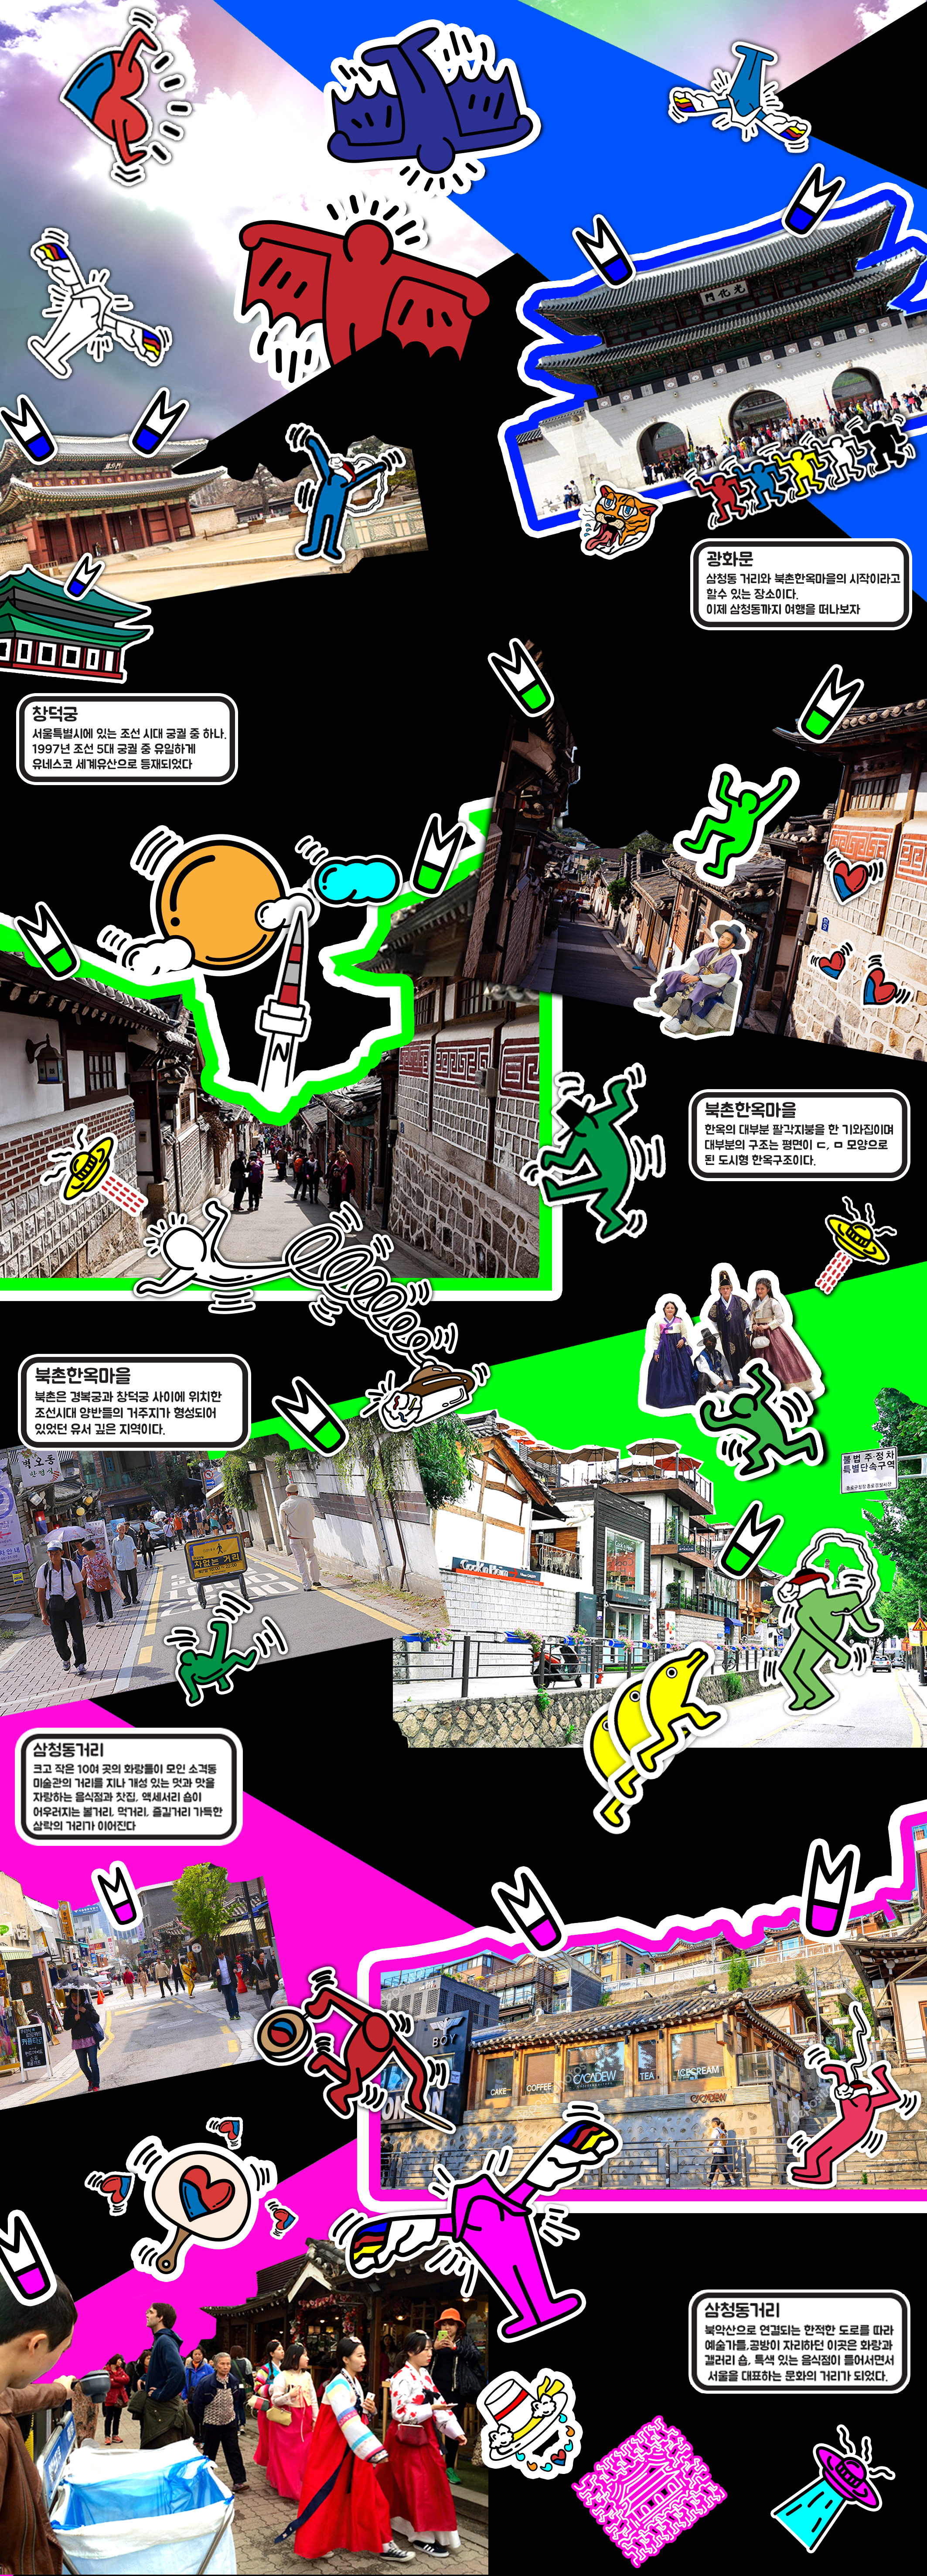 光化門
광화문
삼청동 거리와 북촌한옥마을의 시작이라고
할수 있는 장소이다.
이제 삼청동까지 여행을 떠나보자
창덕궁
서울특별시에 있는 조선 시대 궁궐 중 하나.
1997년 조선 5대 궁궐 중 유일하게
유네스코 세계유산으로 등재되었다
북촌한옥마을
한옥의 대부분 팔각지붕을 한 기와집이며
대부분의 구조는 평면이 ㄷ, ㅁ 모양으로
된 도시형 한옥구조이다.
북촌한옥마을
북촌은 경복궁과 창덕궁 사이에 위치한
조선시대 양반들의 거주지가 형성되어
있었던 유서 깊은 지역이다.
불법 주·정차
특별단속구역
차없는 거리
삼청동거리
크고 작은 10여 곳의 화랑들이 모인 소격동
미술관의 거리를 지나 개성 있는 멋과 맛을
자랑하는 음식점과 찻집, 액세서리 숍이
어우러지는 볼거리, 먹거리, 즐길거리 가득한
삼락의 거리가 이어진다
BOY
CAKE
COFFEE
CACADEW
TEA
ICECREAM
CACADEW
삼청동거리
북악산으로 연결되는 한적한 도로를 따라
예술가들,공방이 자리하던 이곳은 화랑과
갤러리 숍, 특색 있는 음식점이 들어서면서
서울을 대표하는 문화의 거리가 되었다.